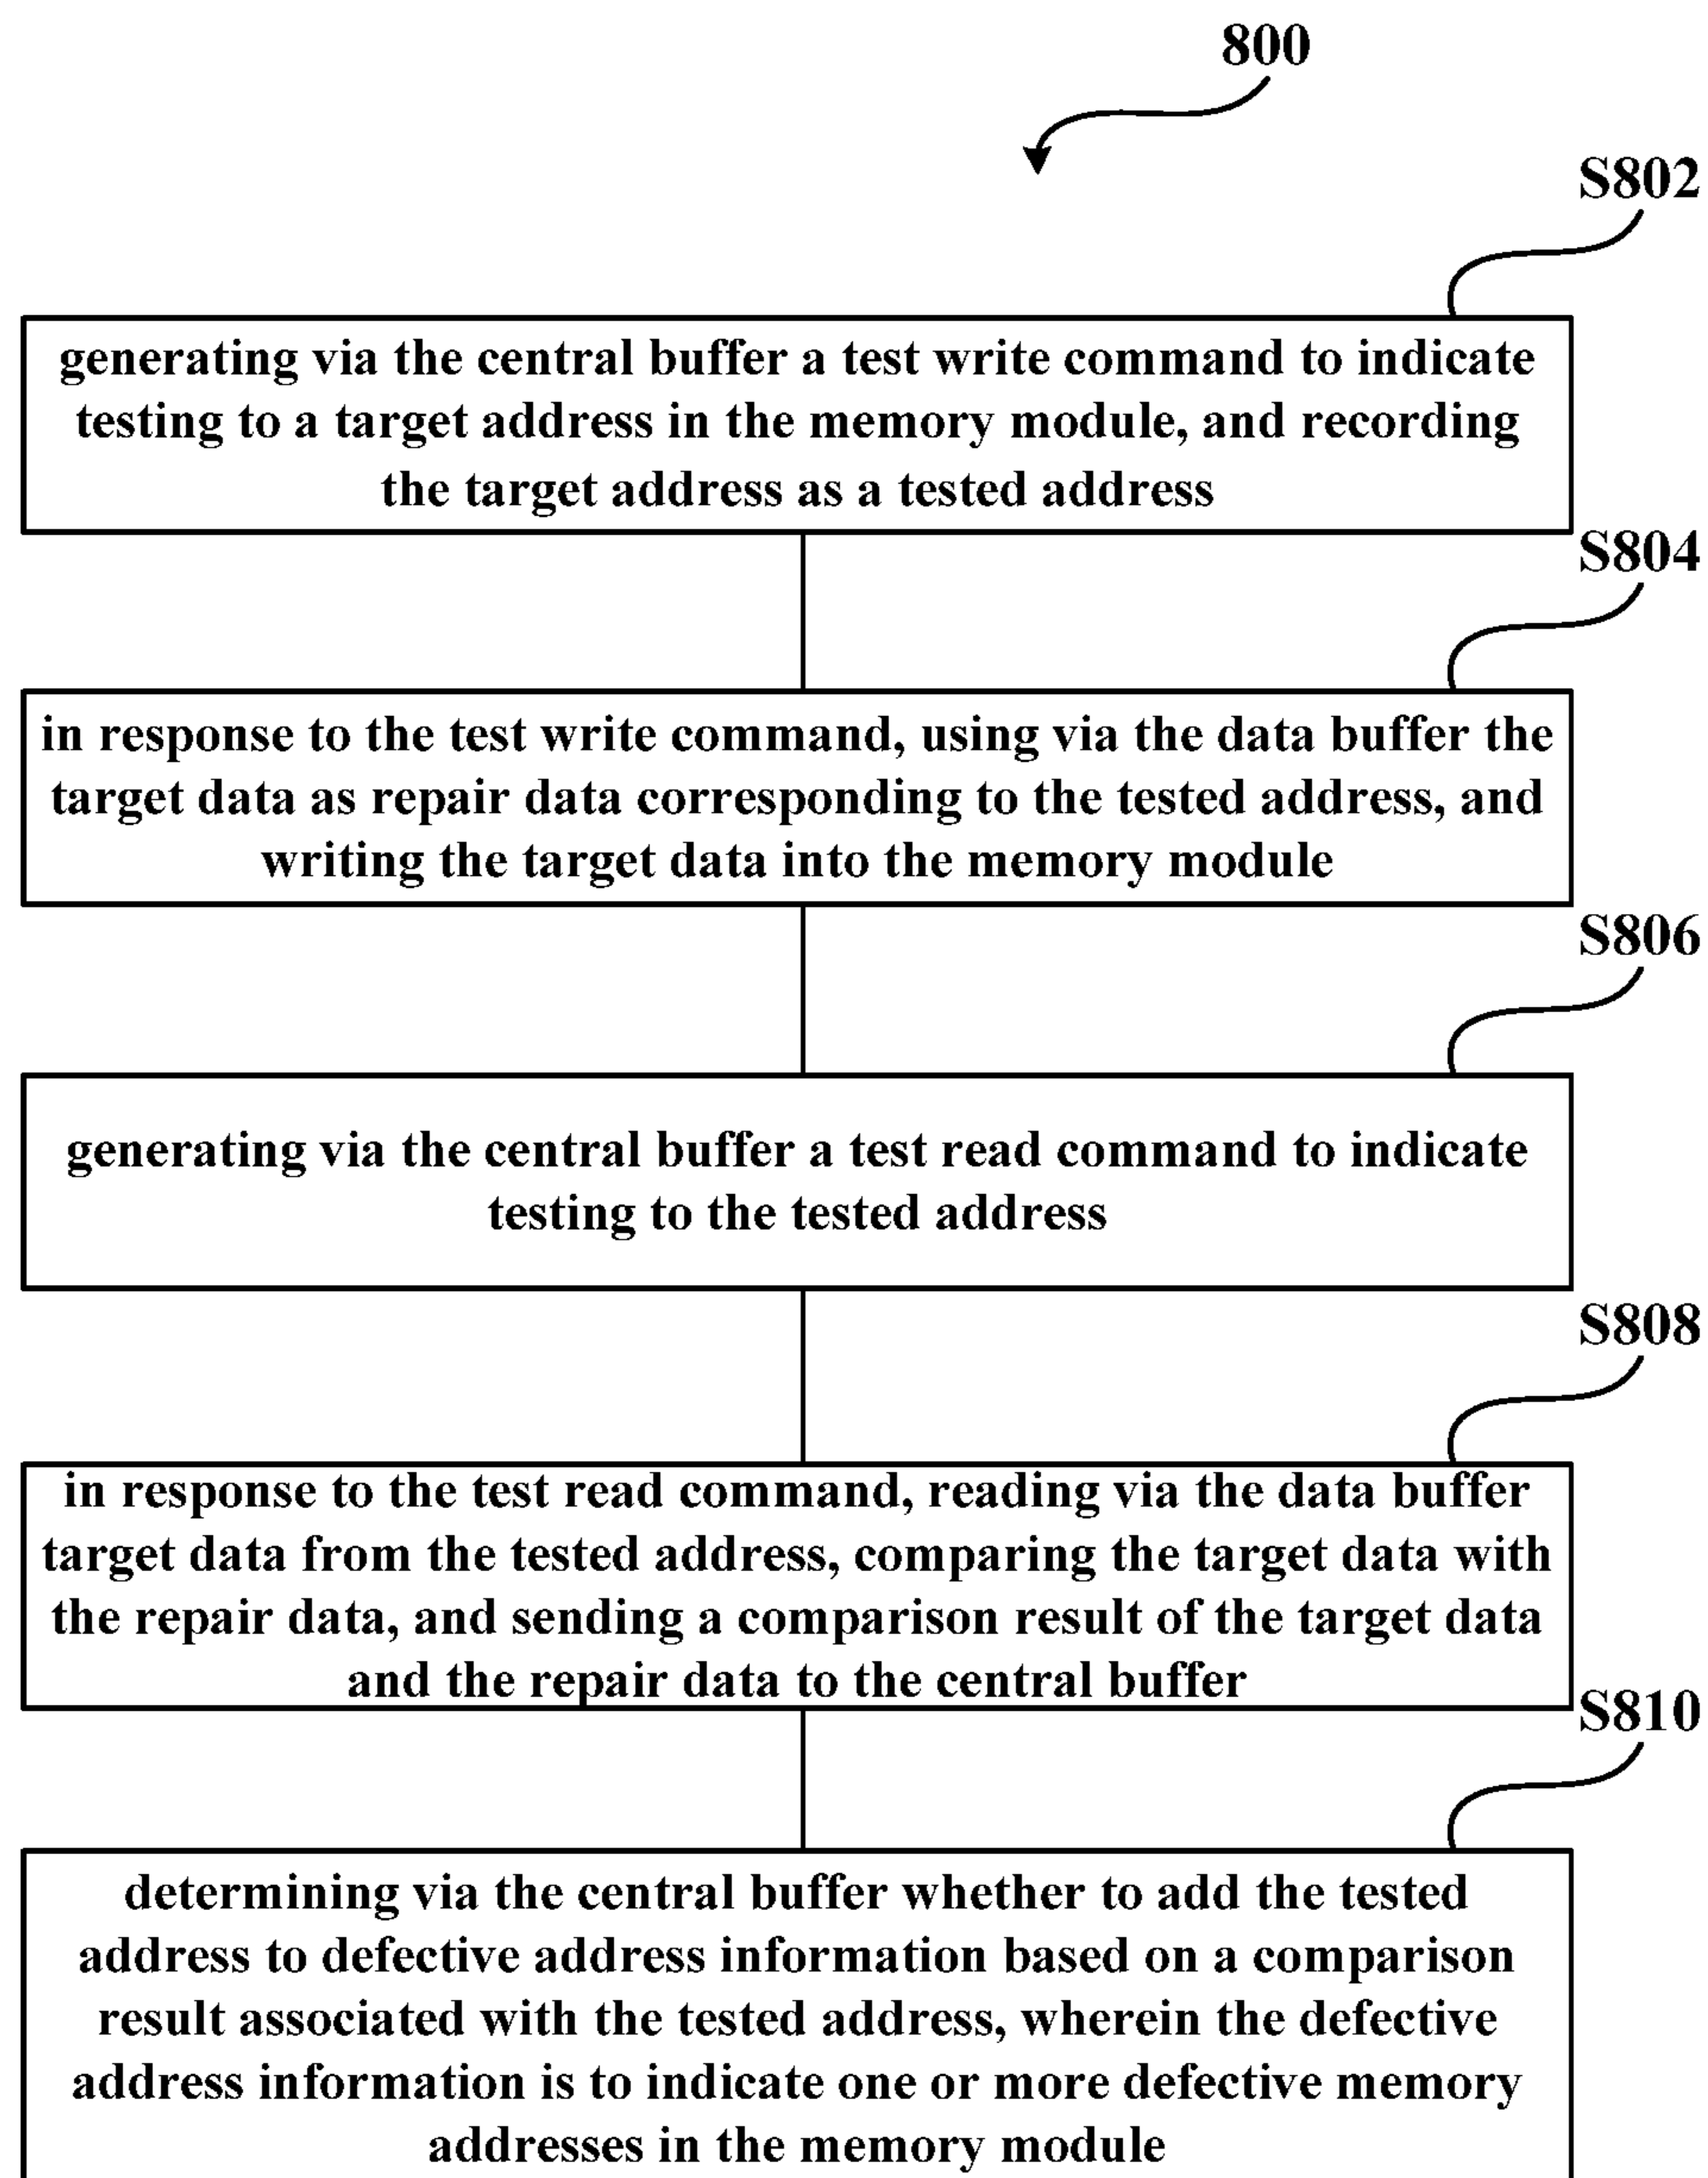 800
S802
generating via the central buffer a test write command to indicate
testing to a target address in the memory module, and recording
the target address as a tested address
S804
in response to the test write command, using via the data buffer the
target data as repair data corresponding to the tested address, and
writing the target data into the memory module
S806
generating via the central buffer a test read command to indicate
testing to the tested address
S808
in response to the test read command, reading via the data buffer
target data from the tested address, comparing the target data with
the repair data, and sending a comparison result of the target data
and the repair data to the central buffer
S810
determining via the central buffer whether to add the tested
address to defective address information based on a comparison
result associated with the tested address, wherein the defective
address information is to indicate one or more defective memory
addresses in the memory module